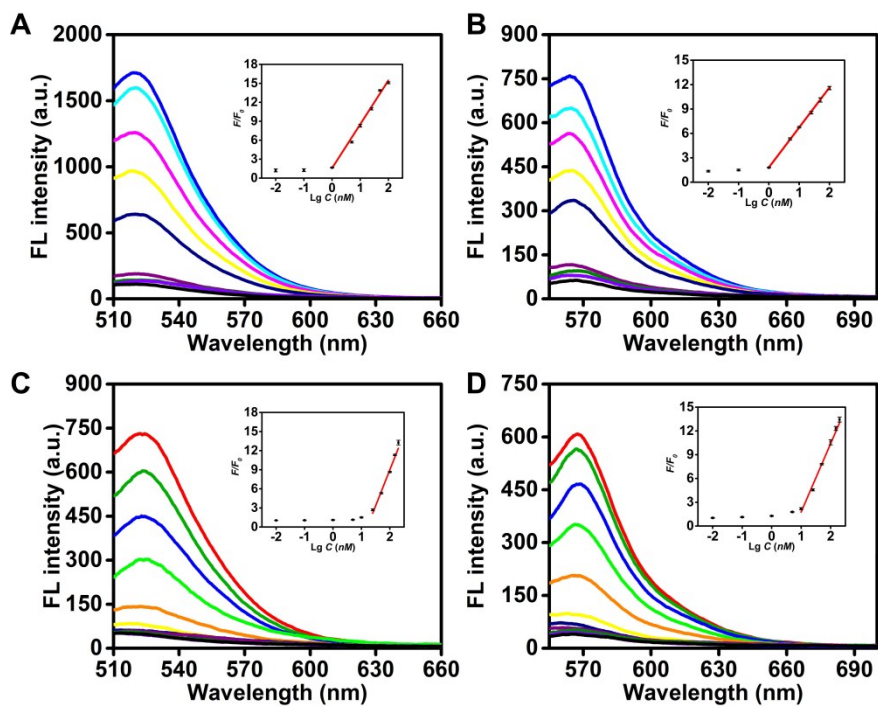 A
FL intensity (a.u.)
2000
1500
1000
500
0
510 540 570 600 630 660
Wavelength (nm)
F/F0
18
15
12
9
6
3
0
-2 -1 0 1 2
Lg C (nM)
B
FL intensity (a.u.)
900
750
600
450
300
150
0
570 600 630 660 690
Wavelength (nm)
F/F0
15
12
9
6
3
0
-2 -1 0 1 2
Lg C (nM)
C
FL intensity (a.u.)
900
750
600
450
300
150
0
510 540 570 600 630 660
Wavelength (nm)
F/F0
18
15
12
9
6
3
0
-2 -1 0 1 2
Lg C (nM)
D
FL intensity (a.u.)
750
600
450
300
150
0
570 600 630 660 690
Wavelength (nm)
F/F0
15
12
9
6
3
0
-2 -1 0 1 2
Lg C (nM)